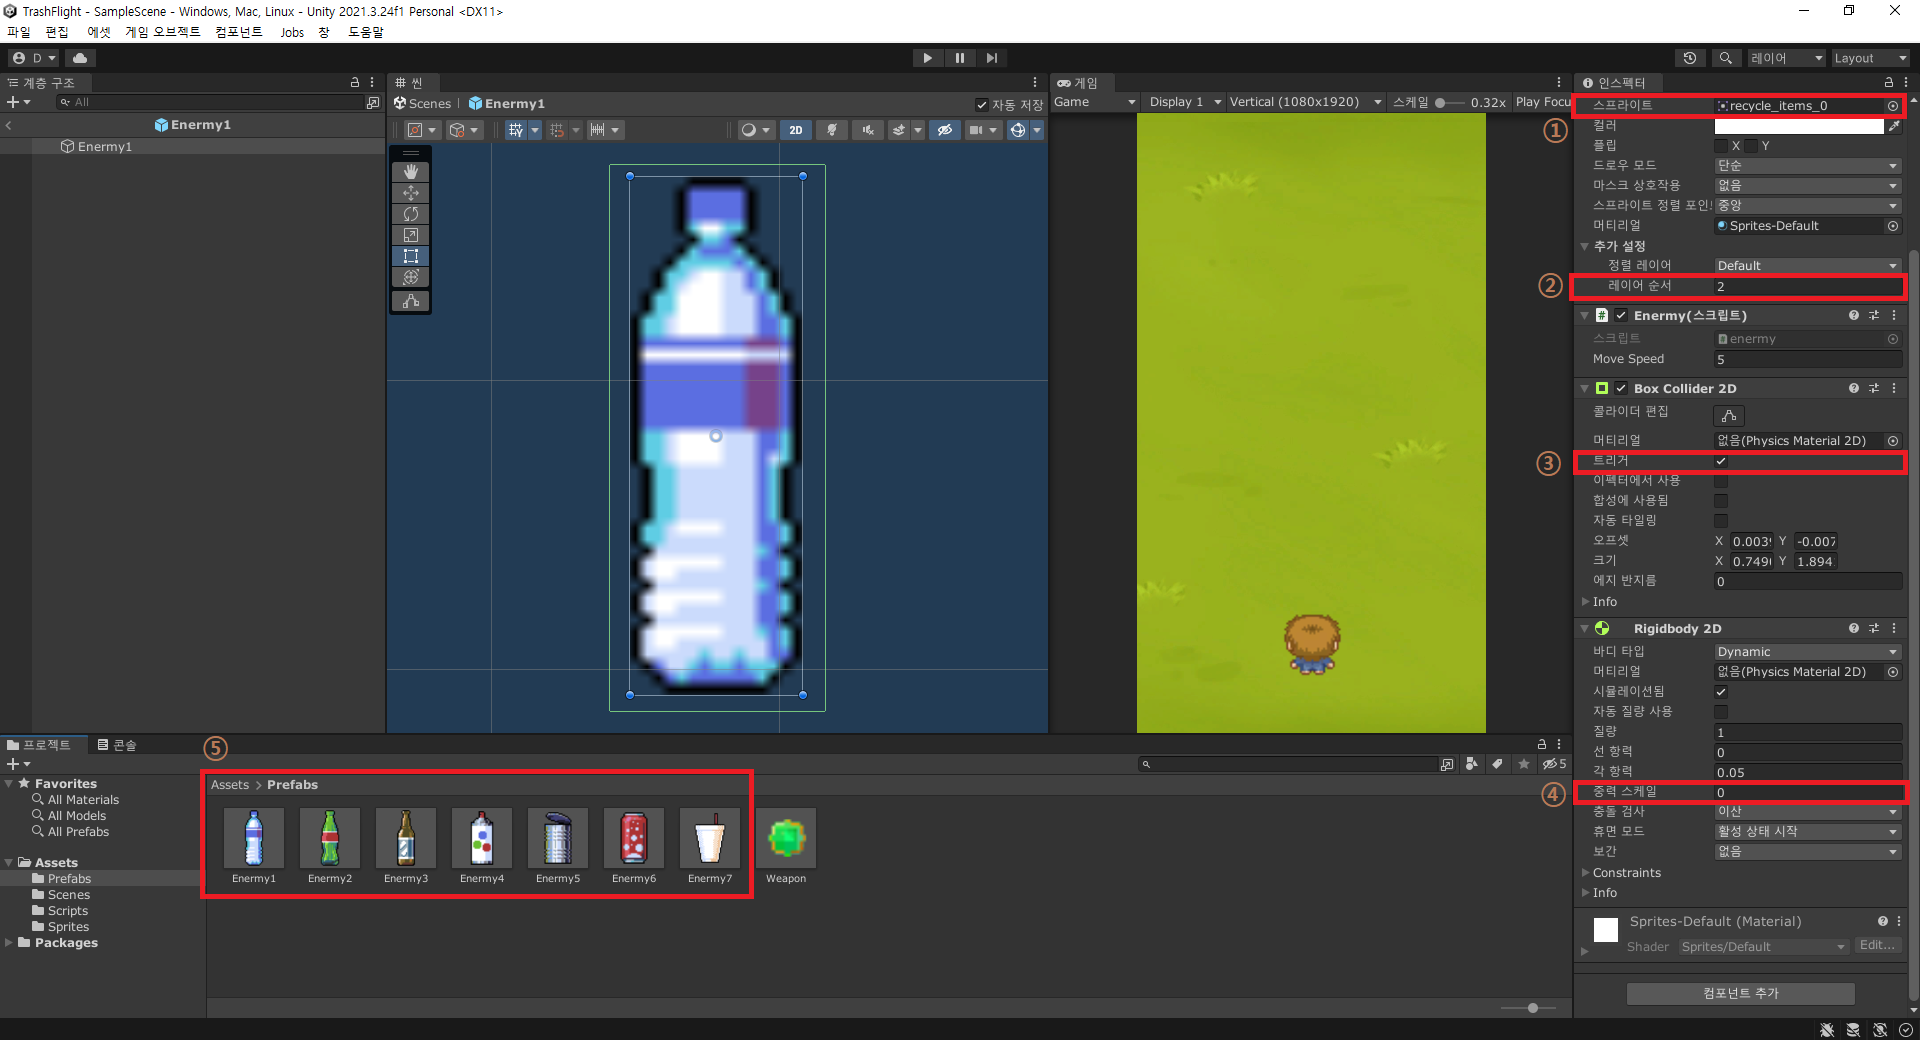 TrashFlight - SampleScene - Windows, Mac, Linux - Unity 2021.3.24f1 Personal <DX11>
파일 편집 에셋 게임 오브젝트 컴포넌트 Jobs 창 도움말
D
레이어 Layout
계층 구조
All
Enermy1
Enermy1
씬
Scenes Enermy1 자동 저장
2D
게임
Game Display 1 Vertical (1080x1920) 스케일 0.32x Play Focu
인스펙터
① 스프라이트 recycle_items_0
컬러
플립 X Y
드로우 모드 단순
마스크 상호작용 없음
스프라이트 정렬 포인트 중앙
머티리얼 Sprites-Default
추가 설정
정렬 레이어 Default
② 레이어 순서 2
# Enermy(스크립트)
스크립트 enermy
Move Speed 5
Box Collider 2D
콜라이더 편집
머티리얼 없음(Physics Material 2D)
③ 트리거
이펙터에서 사용
합성에 사용됨
자동 타일링
오프셋 X 0.003 Y -0.007
크기 X 0.749 Y 1.894
에지 반지름 0
Info
Rigidbody 2D
바디 타입 Dynamic
머티리얼 없음(Physics Material 2D)
시뮬레이션됨
자동 질량 사용
질량 1
선 항력 0
각 항력 0.05
④ 중력 스케일 0
충돌 검사 이산
휴면 모드 활성 상태 시작
보간 없음
Constraints
Info
Sprites-Default (Material)
Shader Sprites/Default Edit...
컴포넌트 추가
프로젝트 콘솔
5
Favorites
All Materials
All Models
All Prefabs
Assets
Prefabs
Scenes
Scripts
Sprites
Packages
⑤
Assets > Prefabs
Enermy1 Enermy2 Enermy3 Enermy4 Enermy5 Enermy6 Enermy7 Weapon